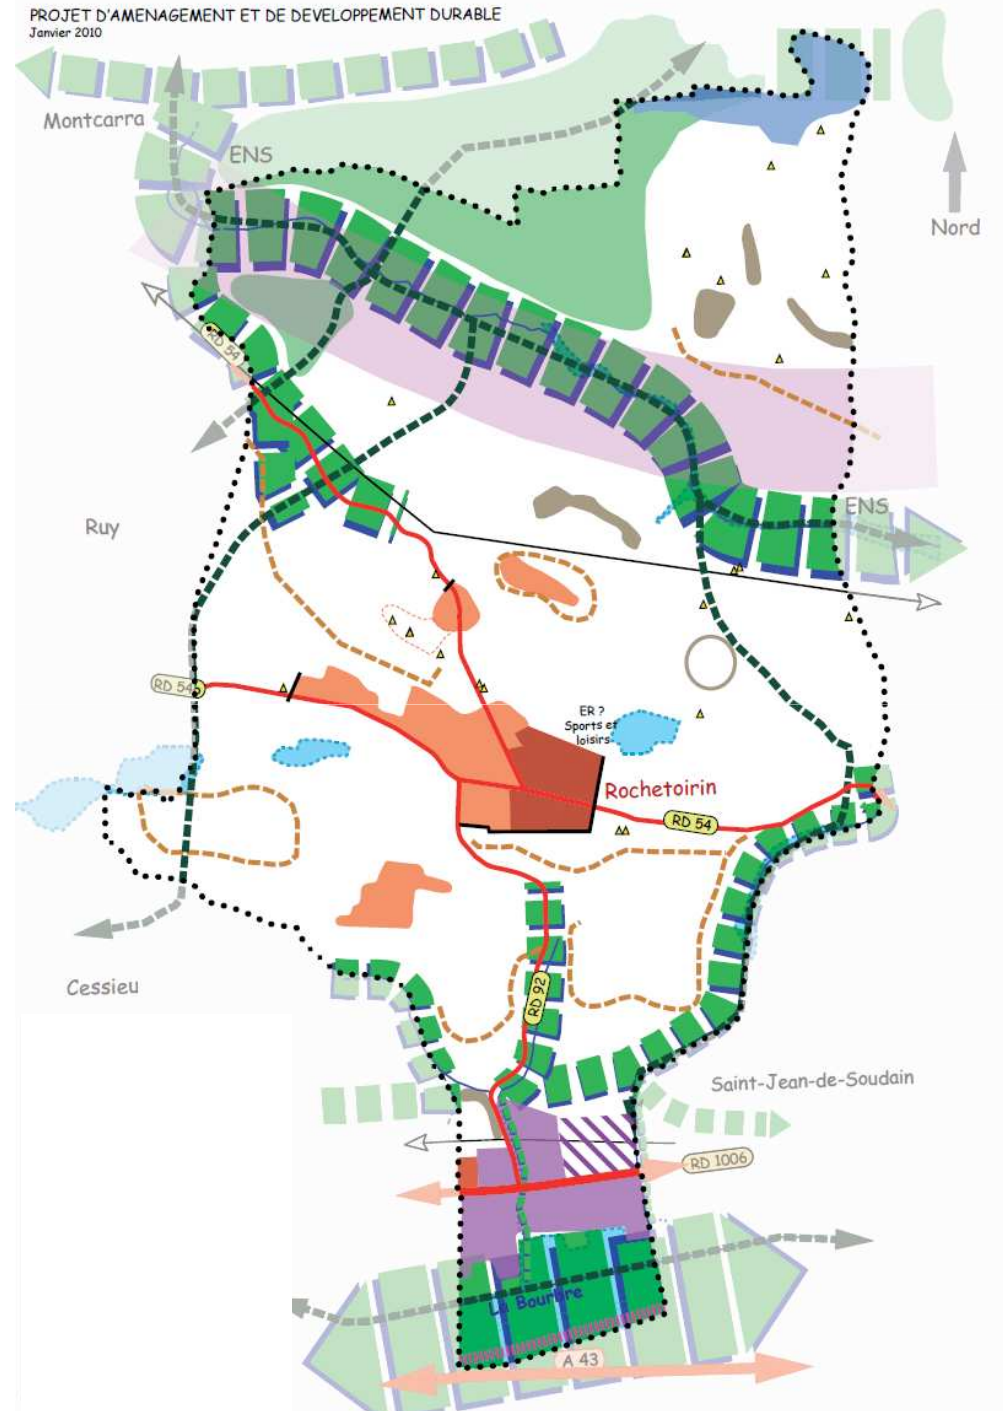 PROJET D'AMENAGEMENT ET DE DEVELOPPEMENT DURABLE
Janvier 2010
Montcarra
ENS
Nord
RD 54
ENS
Ruy
RD 54
ER ?
Sports et
loisirs
Rochetoirin
RD 54
Cessieu
RD 92
Saint-Jean-de-Soudain
RD 1006
La Bourbre
A 43